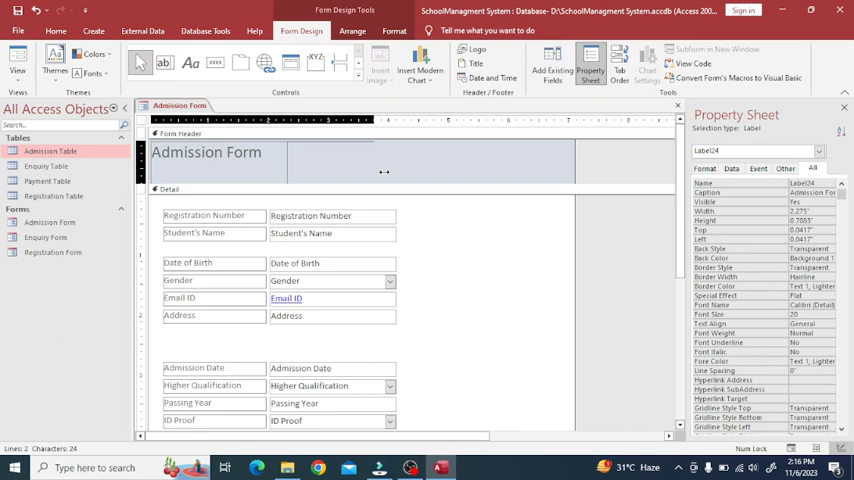 Form Design Tools
SchoolManagment System : Database- D:\SchoolManagment System.accdb (Access 200...
Sign in
File
Home
Create
External Data
Database Tools
Help
Form Design
Arrange
Format
Tell me what you want to do
View
Themes
Colors
Fonts
Aa
ab
xxxx
XYZ
Insert Image
Insert Modern Chart
Logo
Title
Date and Time
Add Existing Fields
Property Sheet
Tab Order
Chart Settings
Subform in New Window
View Code
Convert Form's Macros to Visual Basic
Views
Themes
Controls
Header / Footer
Tools
All Access Objects
Search...
Tables
Admission Table
Enquiry Table
Payment Table
Registration Table
Forms
Admission Form
Enquiry Form
Registration Form
Admission Form
Form Header
Admission Form
Detail
Registration Number
Registration Number
Student's Name
Student's Name
Date of Birth
Date of Birth
Gender
Gender
Email ID
Email ID
Address
Address
Admission Date
Admission Date
Higher Qualification
Higher Qualification
Passing Year
Passing Year
ID Proof
ID Proof
Property Sheet
Selection type: Label
Label24
Format Data Event Other All
Name Label24
Caption Admission For
Visible Yes
Width 2.275"
Height 0.7083"
Top 0.0417"
Left 0.0417"
Back Style Transparent
Back Color Background 1
Border Style Transparent
Border Width Hairline
Border Color Text 1, Lighter
Special Effect Flat
Font Name Calibri (Detail)
Font Size 20
Text Align General
Font Weight Normal
Font Underline No
Font Italic No
Fore Color Text 1, Lighter
Line Spacing 0"
Hyperlink Address
Hyperlink SubAddress
Hyperlink Target
Gridline Style Top Transparent
Gridline Style Bottom Transparent
Gridline Style Left Transparent
Lines: 2 Characters: 24
Num Lock
Type here to search
31°C Haze
2:16 PM
11/6/2023